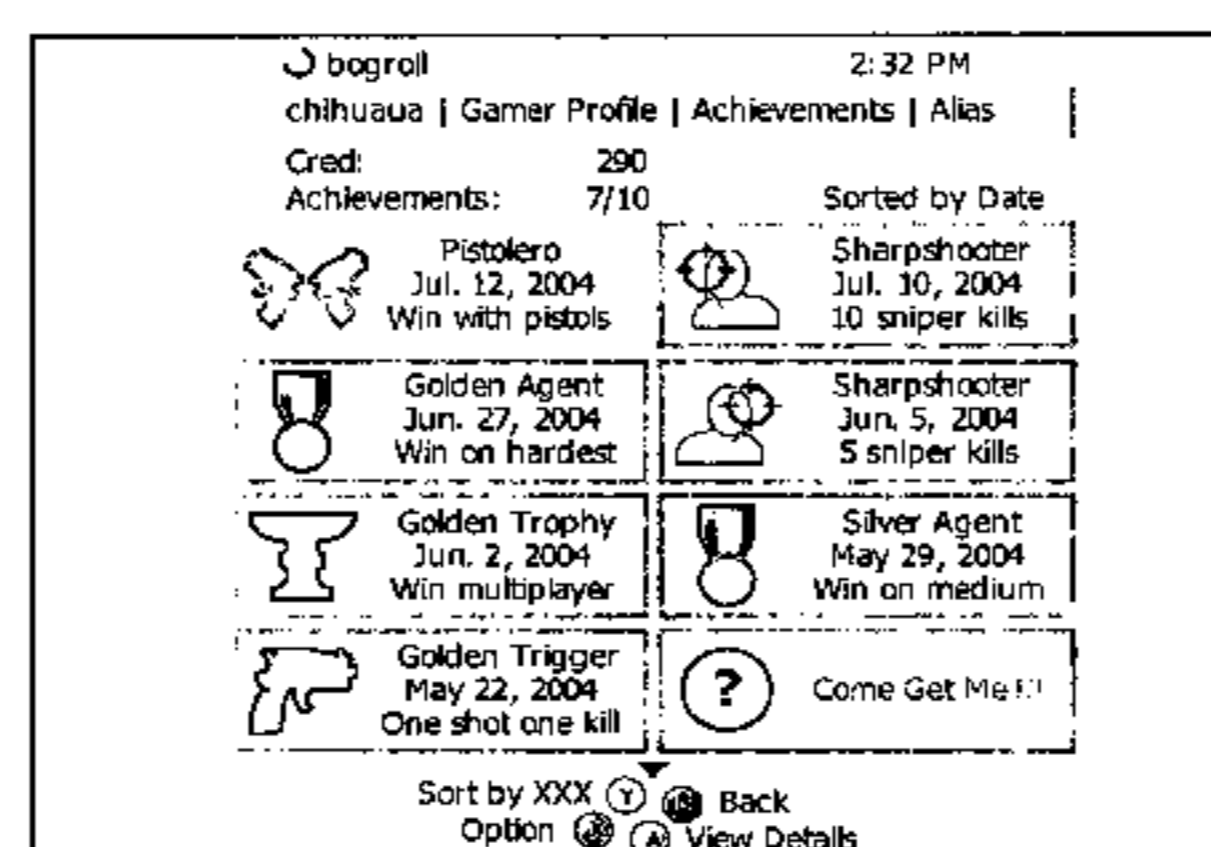 bogroll 2:32 PM
chihuaua | Gamer Profile | Achievements | Alias
Cred: 290
Achievements: 7/10 Sorted by Date
Pistolero
Jul. 12, 2004
Win with pistols
Sharpshooter
Jul. 10, 2004
10 sniper kills
Golden Agent
Jun. 27, 2004
Win on hardest
Sharpshooter
Jun. 5, 2004
5 sniper kills
Golden Trophy
Jun. 2, 2004
Win multiplayer
Silver Agent
May 29, 2004
Win on medium
Golden Trigger
May 22, 2004
One shot one kill
?
Come Get Me
Sort by XXX Y Back
Option A View Details